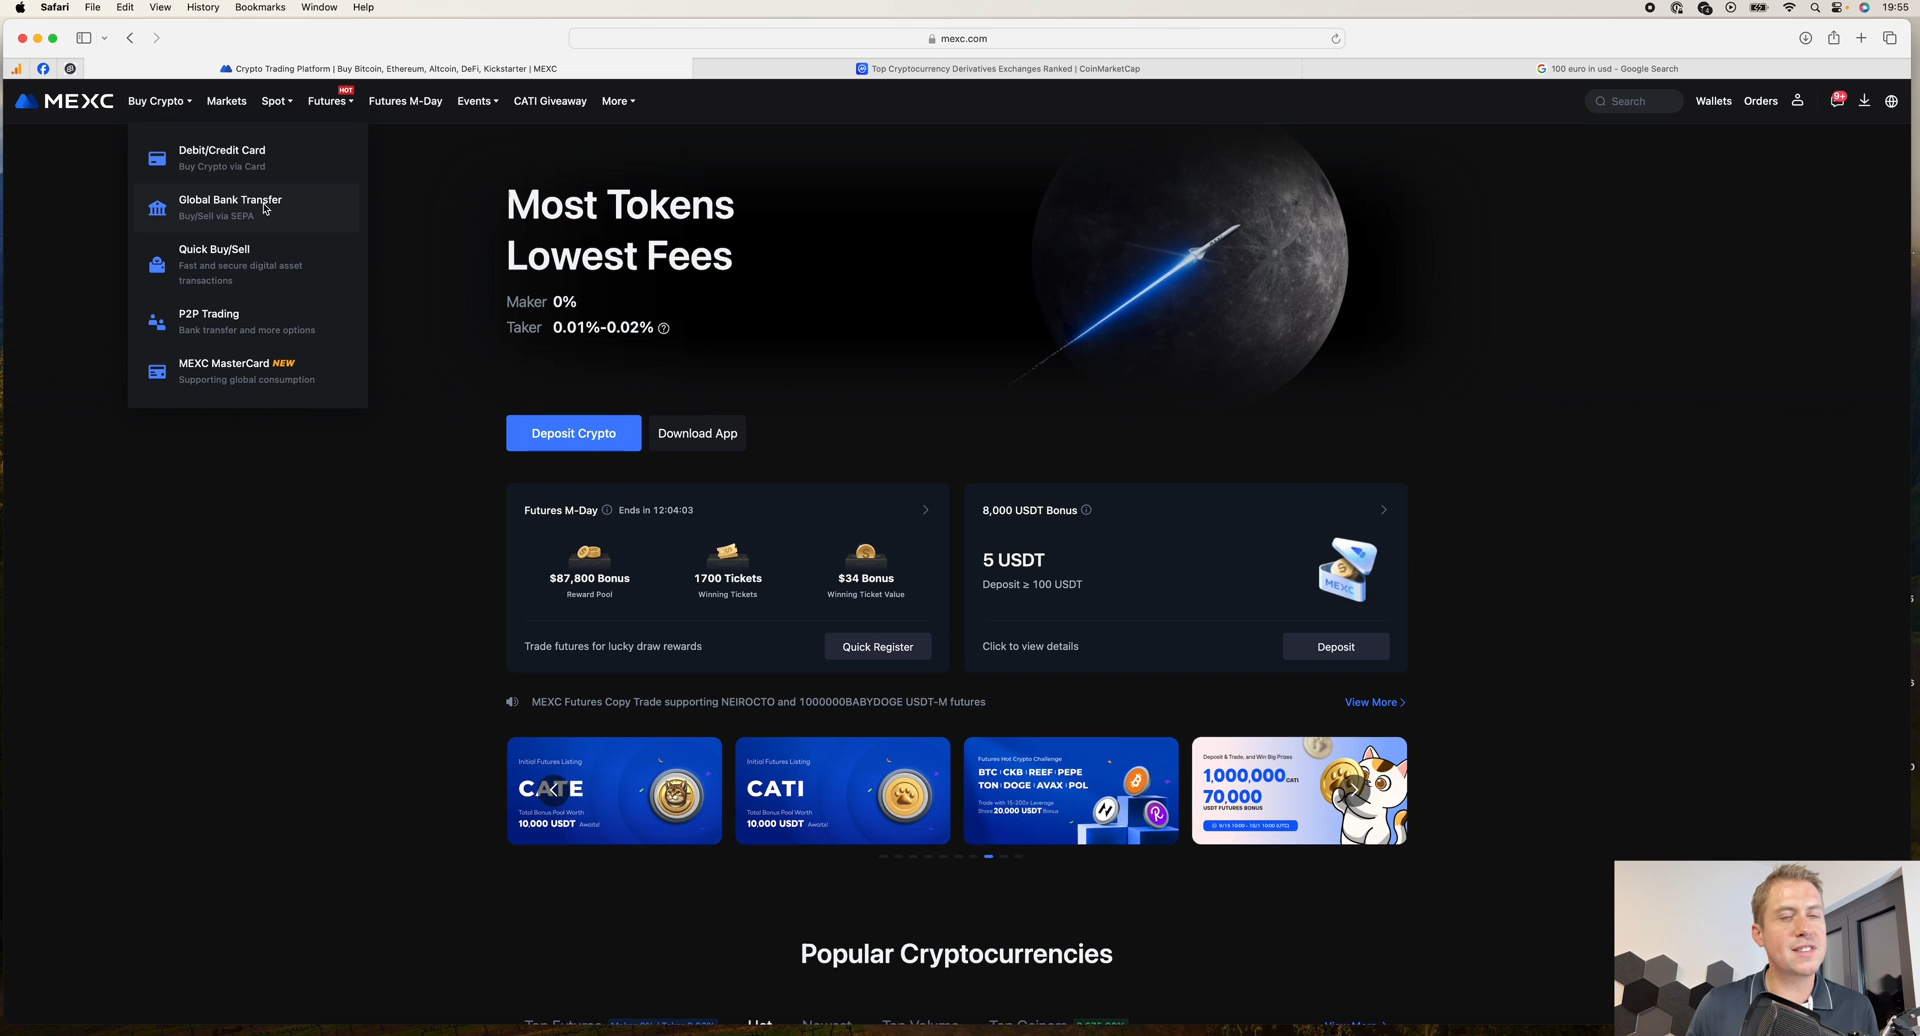 Safari File Edit View History Bookmarks Window Help 19:55
mexc.com
Crypto Trading Platform | Buy Bitcoin, Ethereum, Altcoin, DeFi, Kickstarter | MEXC
Top Cryptocurrency Derivatives Exchanges Ranked | CoinMarketCap
100 euro in usd - Google Search
MEXC Buy Crypto Markets Spot Futures HOT Futures M-Day Events CATI Giveaway More Search Wallets Orders 9+
Debit/Credit Card
Buy Crypto via Card
Global Bank Transfer
Buy/Sell via SEPA
Quick Buy/Sell
Fast and secure digital asset
transactions
P2P Trading
Bank transfer and more options
MEXC MasterCard NEW
Supporting global consumption
Most Tokens
Lowest Fees
Maker 0%
Taker 0.01%-0.02%
Deposit Crypto
Download App
Futures M-Day Ends in 12:04:03
$87,800 Bonus
Reward Pool
1700 Tickets
Winning Tickets
$34 Bonus
Winning Ticket Value
Trade futures for lucky draw rewards
Quick Register
8,000 USDT Bonus
5 USDT
Deposit ≥ 100 USDT
MEXC
Click to view details
Deposit
MEXC Futures Copy Trade supporting NEIROCTO and 1000000BABYDOGE USDT-M futures
View More
Initial Futures Listing
CATE
Total Bonus Pool Worth
10,000 USDT Awaits!
Initial Futures Listing
CATI
Total Bonus Pool Worth
10,000 USDT Awaits!
Futures Hot Crypto Challenge
BTC CKB REEF PEPE
TON DOGE AVAX POL
Trade with 15-200x Leverage
Share 20,000 USDT Bonus
Deposit & Trade, and Win Big Prizes
1,000,000 CATI
70,000
USDT FUTURES BONUS
9/15 10:00 - 10/1 10:00 (UTC)
Popular Cryptocurrencies
Top Futures Hot Newest Top Volume Top Gainers View More